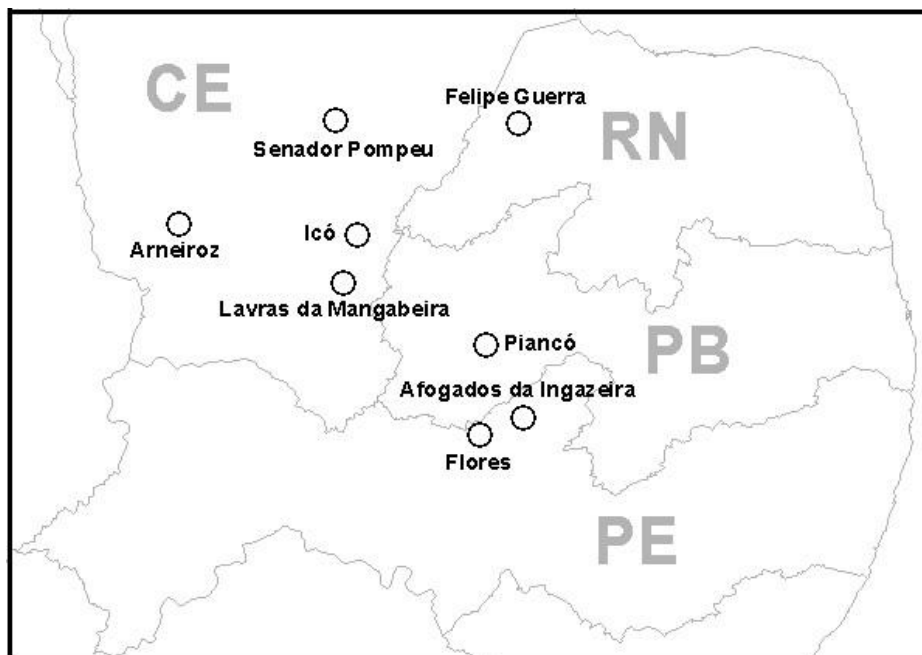 CE
Felipe Guerra
RN
Senador Pompeu
Icó
Arneiroz
Lavras da Mangabeira
Piancó
PB
Afogados da Ingazeira
Flores
PE